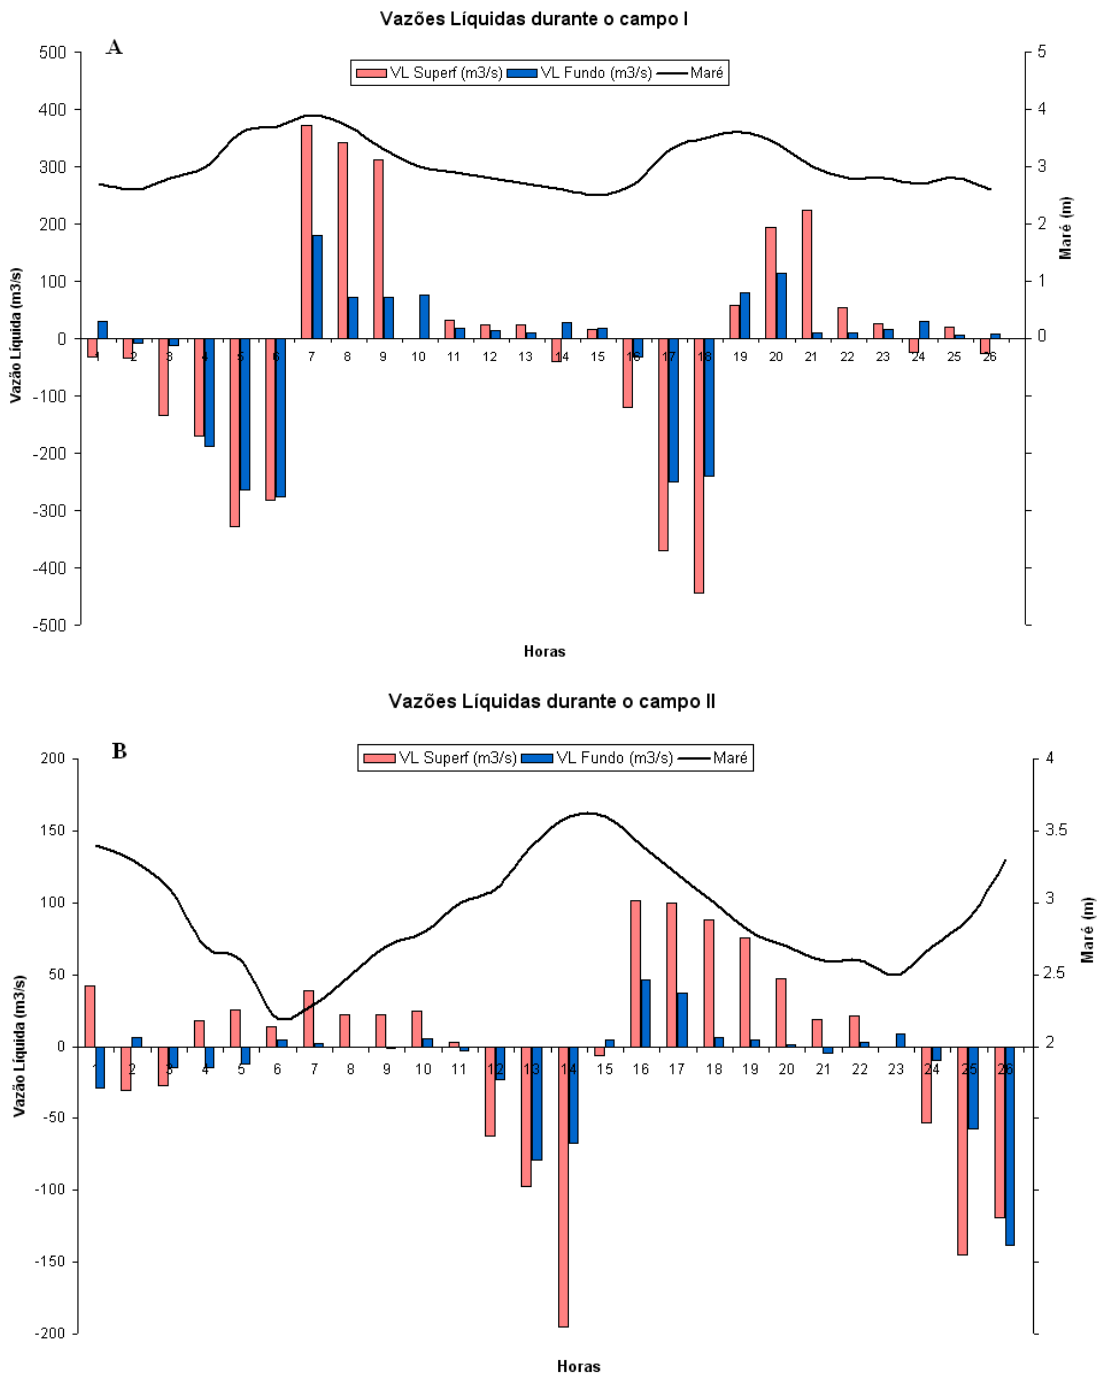 Vazões Líquidas durante o campo I
A
VL Superf (m3/s) VL Fundo (m3/s) Maré
500 400 300 200 100 0 -100 -200 -300 -400 -500
Vazão Líquida (m3/s)
1 2 3 4 5 6 7 8 9 10 11 12 13 14 15 16 17 18 19 20 21 22 23 24 25 26
5 4 3 2 1 0
Maré (m)
Horas
Vazões Líquidas durante o campo II
B
VL Superf (m3/s) VL Fundo (m3/s) Maré
200 150 100 50 0 -50 -100 -150 -200
Vazão Líquida (m3/s)
1 2 3 4 5 6 7 8 9 10 11 12 13 14 15 16 17 18 19 20 21 22 23 24 25 26
4 3.5 3 2.5 2
Maré (m)
Horas